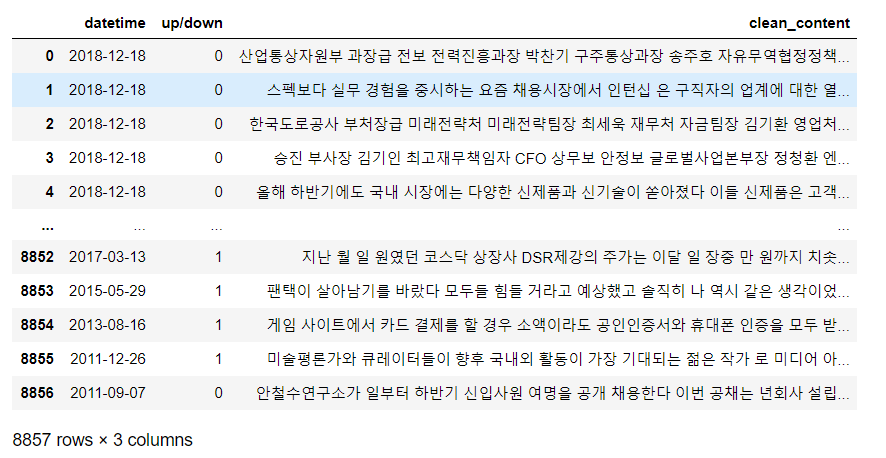 datetime up/down clean_content
0 2018-12-18 0 산업통상자원부 과장급 전보 전력진흥과장 박찬기 구주통상과장 송주호 자유무역협정정책...
1 2018-12-18 0 스펙보다 실무 경험을 중시하는 요즘 채용시장에서 인턴십 은 구직자의 업계에 대한 열...
2 2018-12-18 0 한국도로공사 부처장급 미래전략처 미래전략팀장 최세욱 재무처 자금팀장 김기환 영업처...
3 2018-12-18 0 승진 부사장 김기인 최고재무책임자 CFO 상무보 안정보 글로벌사업본부장 정청환 엔...
4 2018-12-18 0 올해 하반기에도 국내 시장에는 다양한 신제품과 신기술이 쏟아졌다 이들 신제품은 고객...
... ... ... ...
8852 2017-03-13 1 지난 월 일 원였던 코스닥 상장사 DSR제강의 주가는 이달 일 장중 만 원까지 치솟...
8853 2015-05-29 1 팬택이 살아남기를 바랐다 모두들 힘들 거라고 예상했고 솔직히 나 역시 같은 생각이었...
8854 2013-08-16 1 게임 사이트에서 카드 결제를 할 경우 소액이라도 공인인증서와 휴대폰 인증을 모두 받...
8855 2011-12-26 1 미술평론가와 큐레이터들이 향후 국내외 활동이 가장 기대되는 젊은 작가 로 미디어 아...
8856 2011-09-07 0 안철수연구소가 일부터 하반기 신입사원 여명을 공개 채용한다 이번 공채는 년회사 설립...
8857 rows × 3 columns